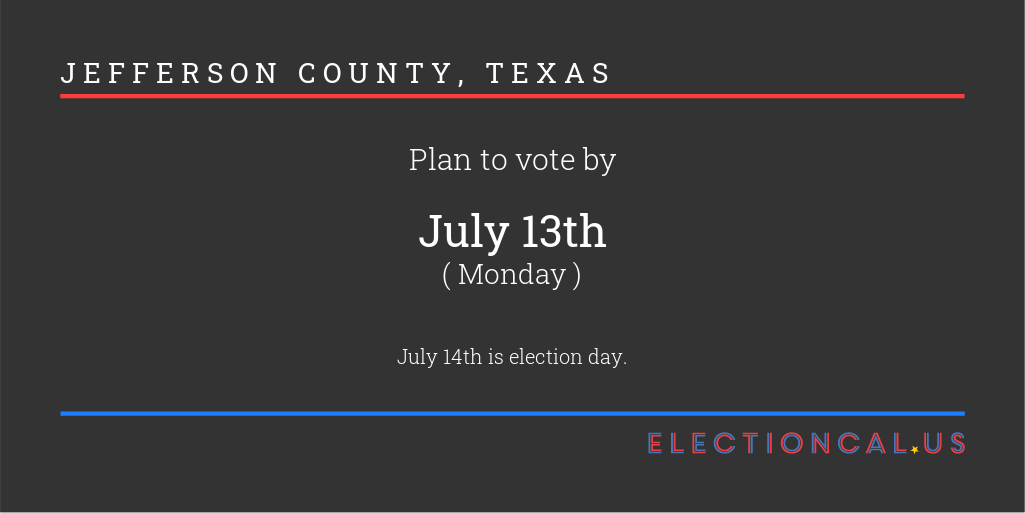 JEFFERSON COUNTY, TEXAS
Plan to vote by
July 13th
( Monday )
July 14th is election day.
ELECTIONCAL.US